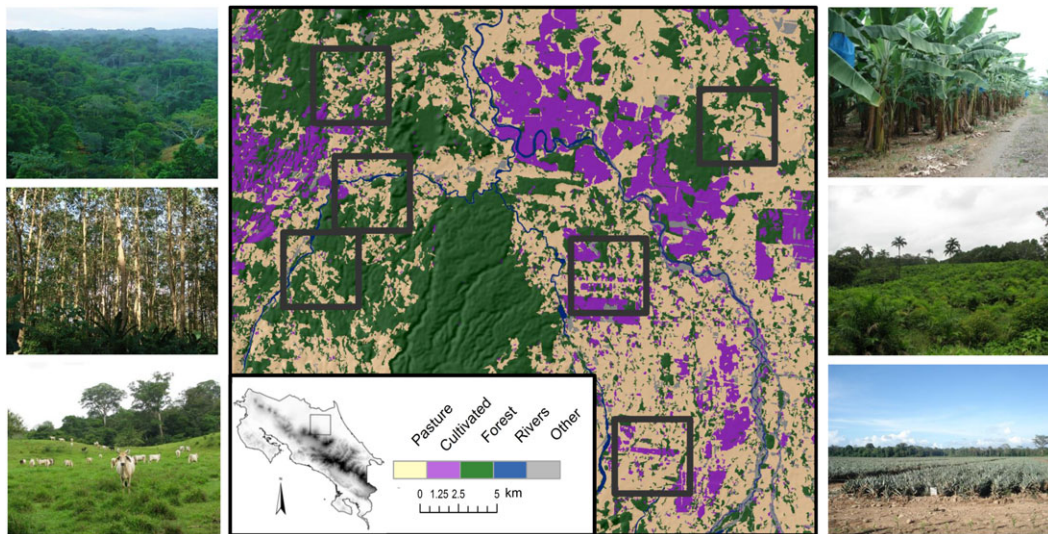 Pasture
Cultivated
Forest
Rivers
Other
0 1.25 2.5 5 km